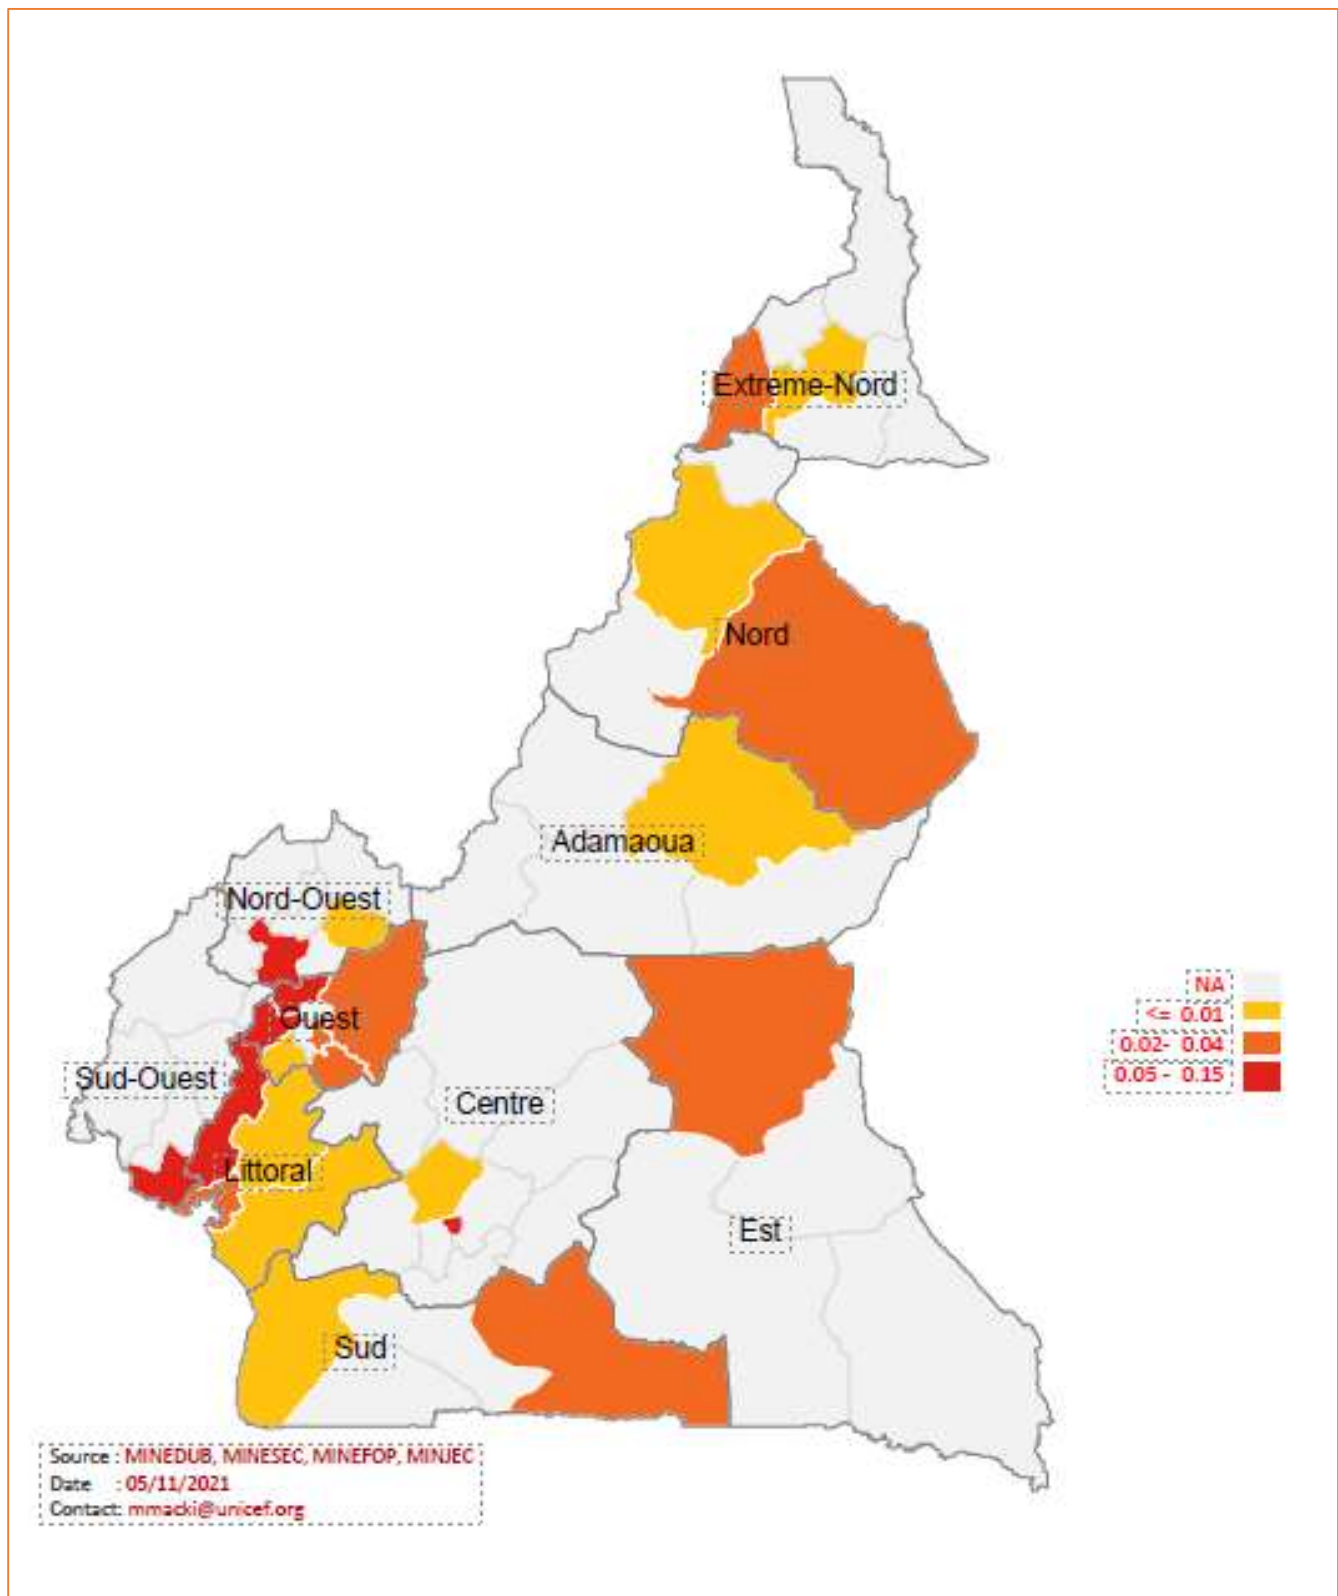 Extreme-Nord
Nord
Adamaoua
Nord-Ouest
NA
<= 0.01
Ouest
0.02- 0.04
Sud-Ouest
0.05 - 0.15
Centre
Littoral
Est
Sud
Source : MINEDUB, MINESEC, MINEFOP, MINJEC
Date : 05/11/2021
Contact: mmacki@unicef.org